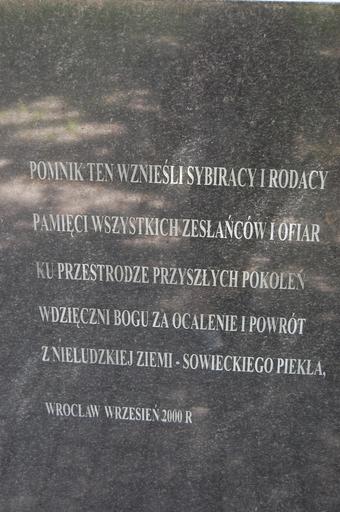 POMNIK TEN WZNIEŚLI SYBIRACY I RODACY
PAMIĘCI WSZYSTKICH ZESŁAŃCÓW I OFIAR
KU PRZESTRODZE PRZYSZŁYCH POKOLEŃ
WDZIĘCZNI BOGU ZA OCALENIE I POWRÓT
Z NIELUDZKIEJ ZIEMI - SOWIECKIEGO PIEKŁA,
WROCŁAW WRZESIEŃ 2000 R